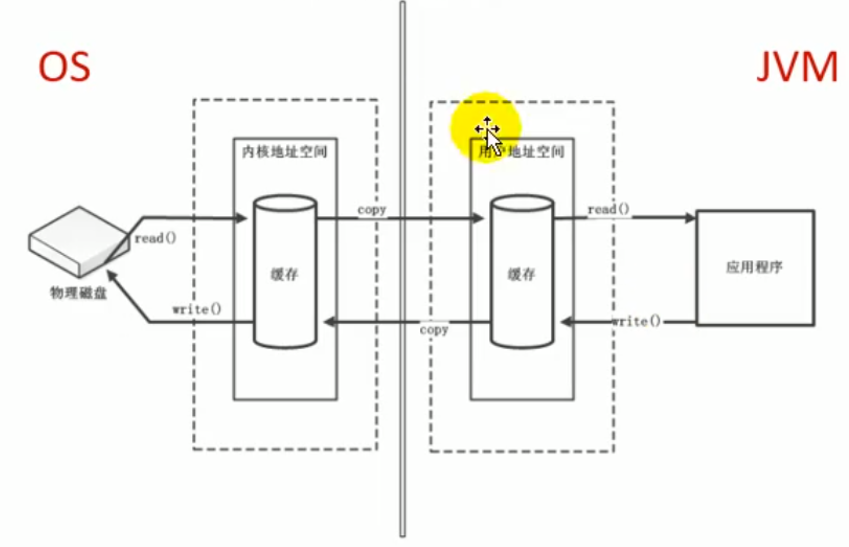 OS
JVM
内核地址空间
用户地址空间
copy
read()
read()
缓存
缓存
应用程序
物理磁盘
write()
write()
copy